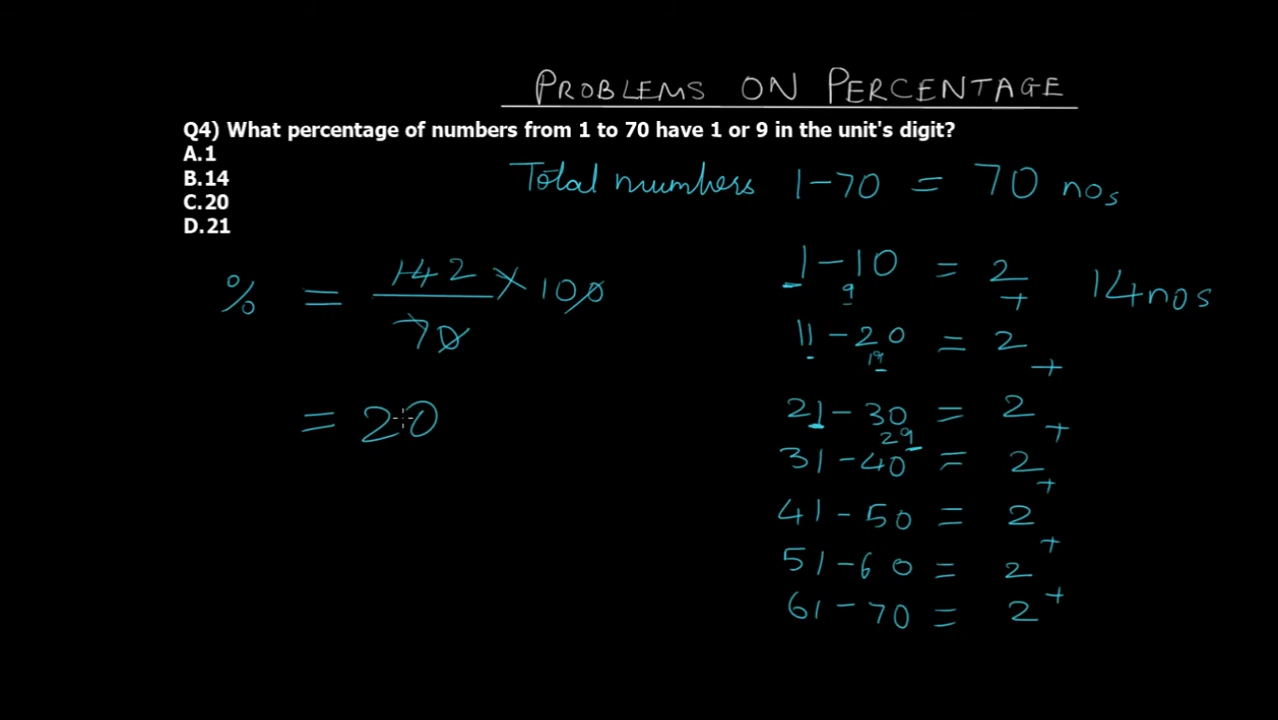 PROBLEMS ON PERCENTAGE
Q4) What percentage of numbers from 1 to 70 have 1 or 9 in the unit's digit?
A.1
B.14
C.20
D.21
Total numbers 1-70 = 70 nos
% = 14 2 × 100
70
= 20
1-10 = 2 +
9
14 nos
11-20 = 2 +
19
21-30 = 2 +
29
31-40 = 2 +
41-50 = 2 +
51-60 = 2 +
61-70 = 2